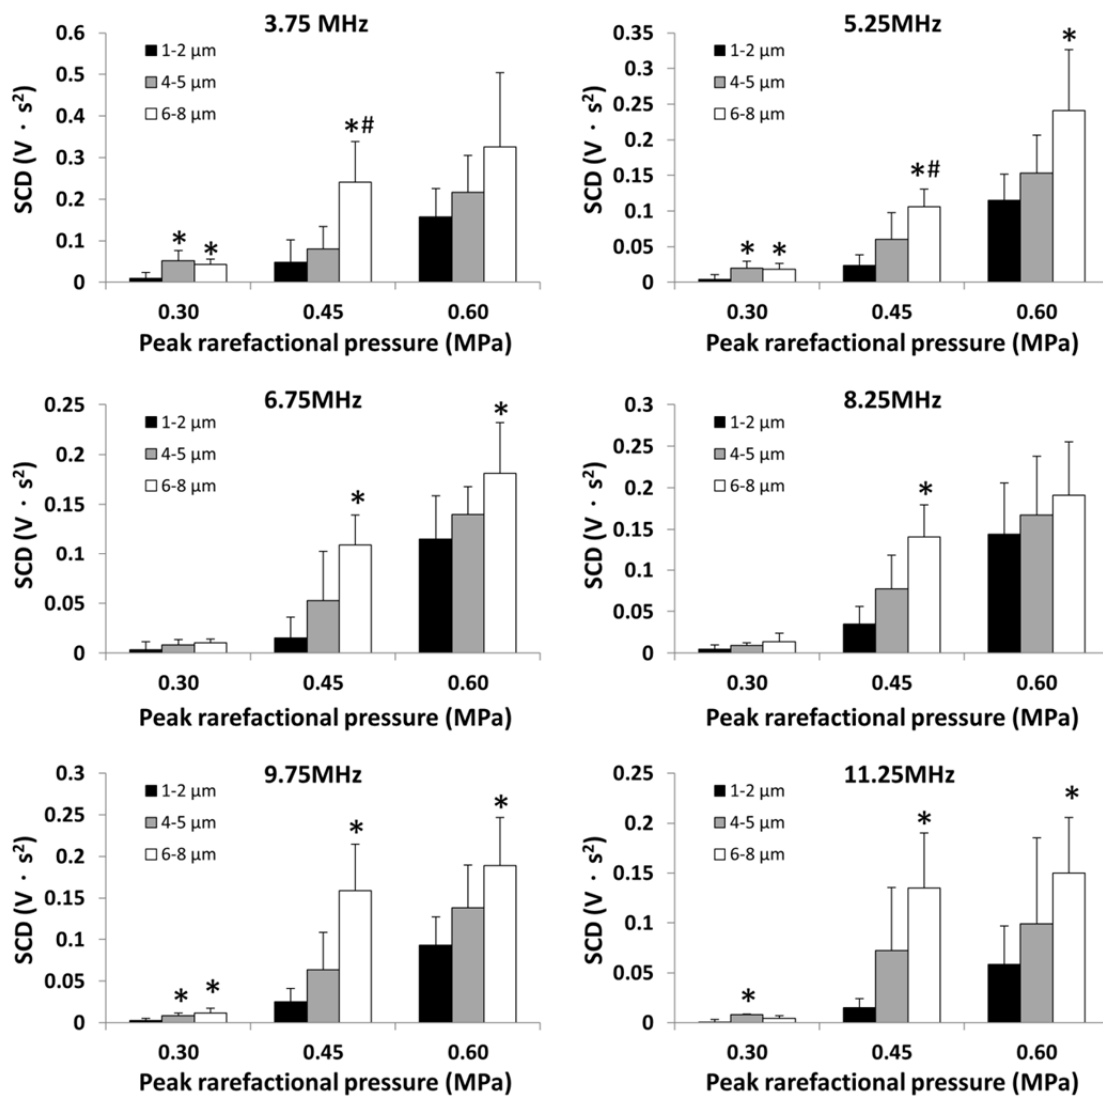 3.75 MHz
SCD (V · s²)
0.6
0.5
0.4
0.3
0.2
0.1
0
1-2 µm
4-5 µm
6-8 µm
*
*
*#
0.30 0.45 0.60
Peak rarefactional pressure (MPa)
5.25MHz
SCD (V · s²)
0.35
0.3
0.25
0.2
0.15
0.1
0.05
0
1-2 µm
4-5 µm
6-8 µm
*
*
*#
*
0.30 0.45 0.60
Peak rarefactional pressure (MPa)
6.75MHz
SCD (V · s²)
0.25
0.2
0.15
0.1
0.05
0
1-2 µm
4-5 µm
6-8 µm
*
*
0.30 0.45 0.60
Peak rarefactional pressure (MPa)
8.25MHz
SCD (V · s²)
0.3
0.25
0.2
0.15
0.1
0.05
0
1-2 µm
4-5 µm
6-8 µm
*
0.30 0.45 0.60
Peak rarefactional pressure (MPa)
9.75MHz
SCD (V · s²)
0.3
0.25
0.2
0.15
0.1
0.05
0
1-2 µm
4-5 µm
6-8 µm
*
*
*
*
0.30 0.45 0.60
Peak rarefactional pressure (MPa)
11.25MHz
SCD (V · s²)
0.25
0.2
0.15
0.1
0.05
0
1-2 µm
4-5 µm
6-8 µm
*
*
*
0.30 0.45 0.60
Peak rarefactional pressure (MPa)